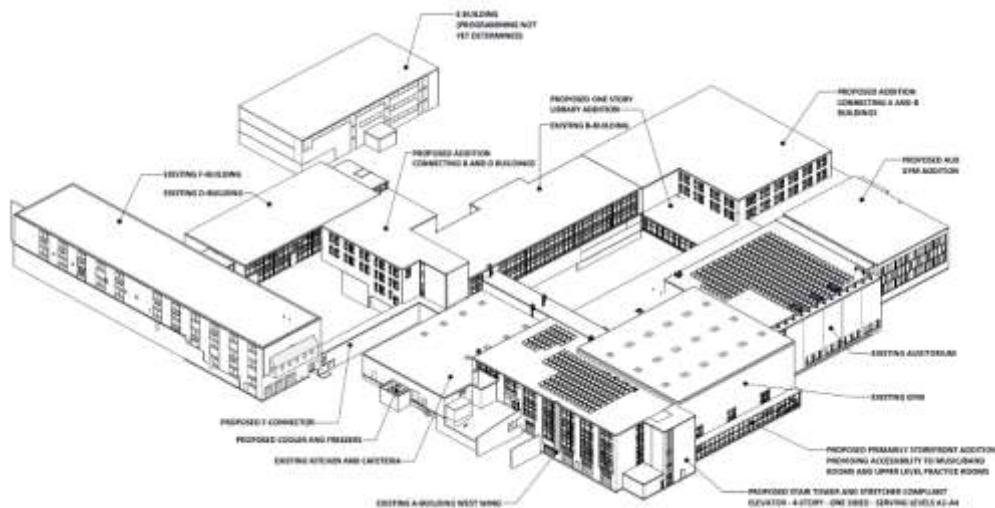 E BUILDING
(PROGRAMMING NOT
YET DETERMINED)
PROPOSED ONE STORY
LIBRARY ADDITION
EXISTING B-BUILDING
PROPOSED ADDITION
CONNECTING A AND B
BUILDINGS
PROPOSED ADDITION
CONNECTING B AND D BUILDINGS
PROPOSED AUX
GYM ADDITION
EXISTING F-BUILDING
EXISTING D-BUILDING
EXISTING AUDITORIUM
EXISTING GYM
PROPOSED F-CONNECTOR
PROPOSED COOLER AND FREEZERS
EXISTING KITCHEN AND CAFETERIA
EXISTING A-BUILDING WEST WING
PROPOSED PRIMARILY STOREFRONT ADDITION
PROVIDING ACCESSIBILITY TO MUSIC/BAND
ROOMS AND UPPER LEVEL PRACTICE ROOMS
PROPOSED STAIR TOWER AND STRETCHER COMPLIANT
ELEVATOR - 4-STORY - ONE SIDED - SERVING LEVELS A1-A4